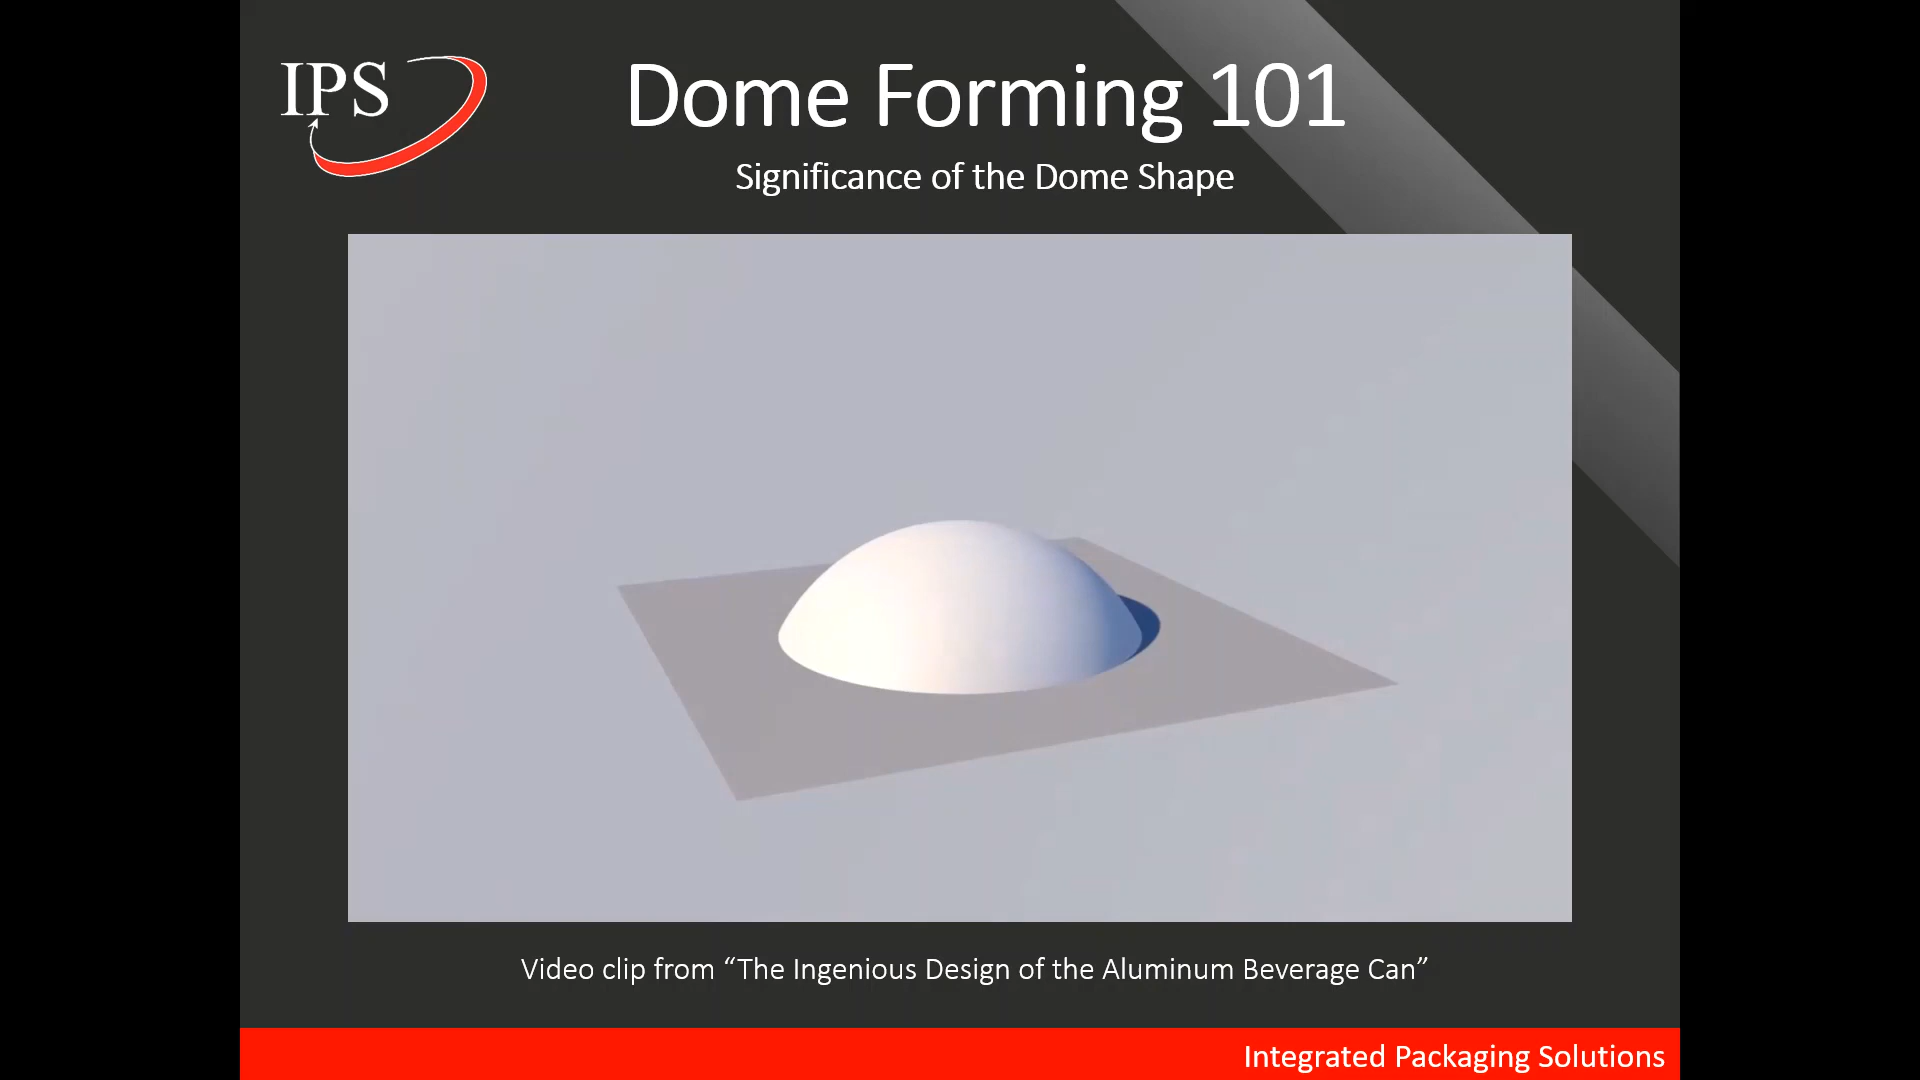 IPS
Dome Forming 101
Significance of the Dome Shape
Video clip from “The Ingenious Design of the Aluminum Beverage Can”
Integrated Packaging Solutions